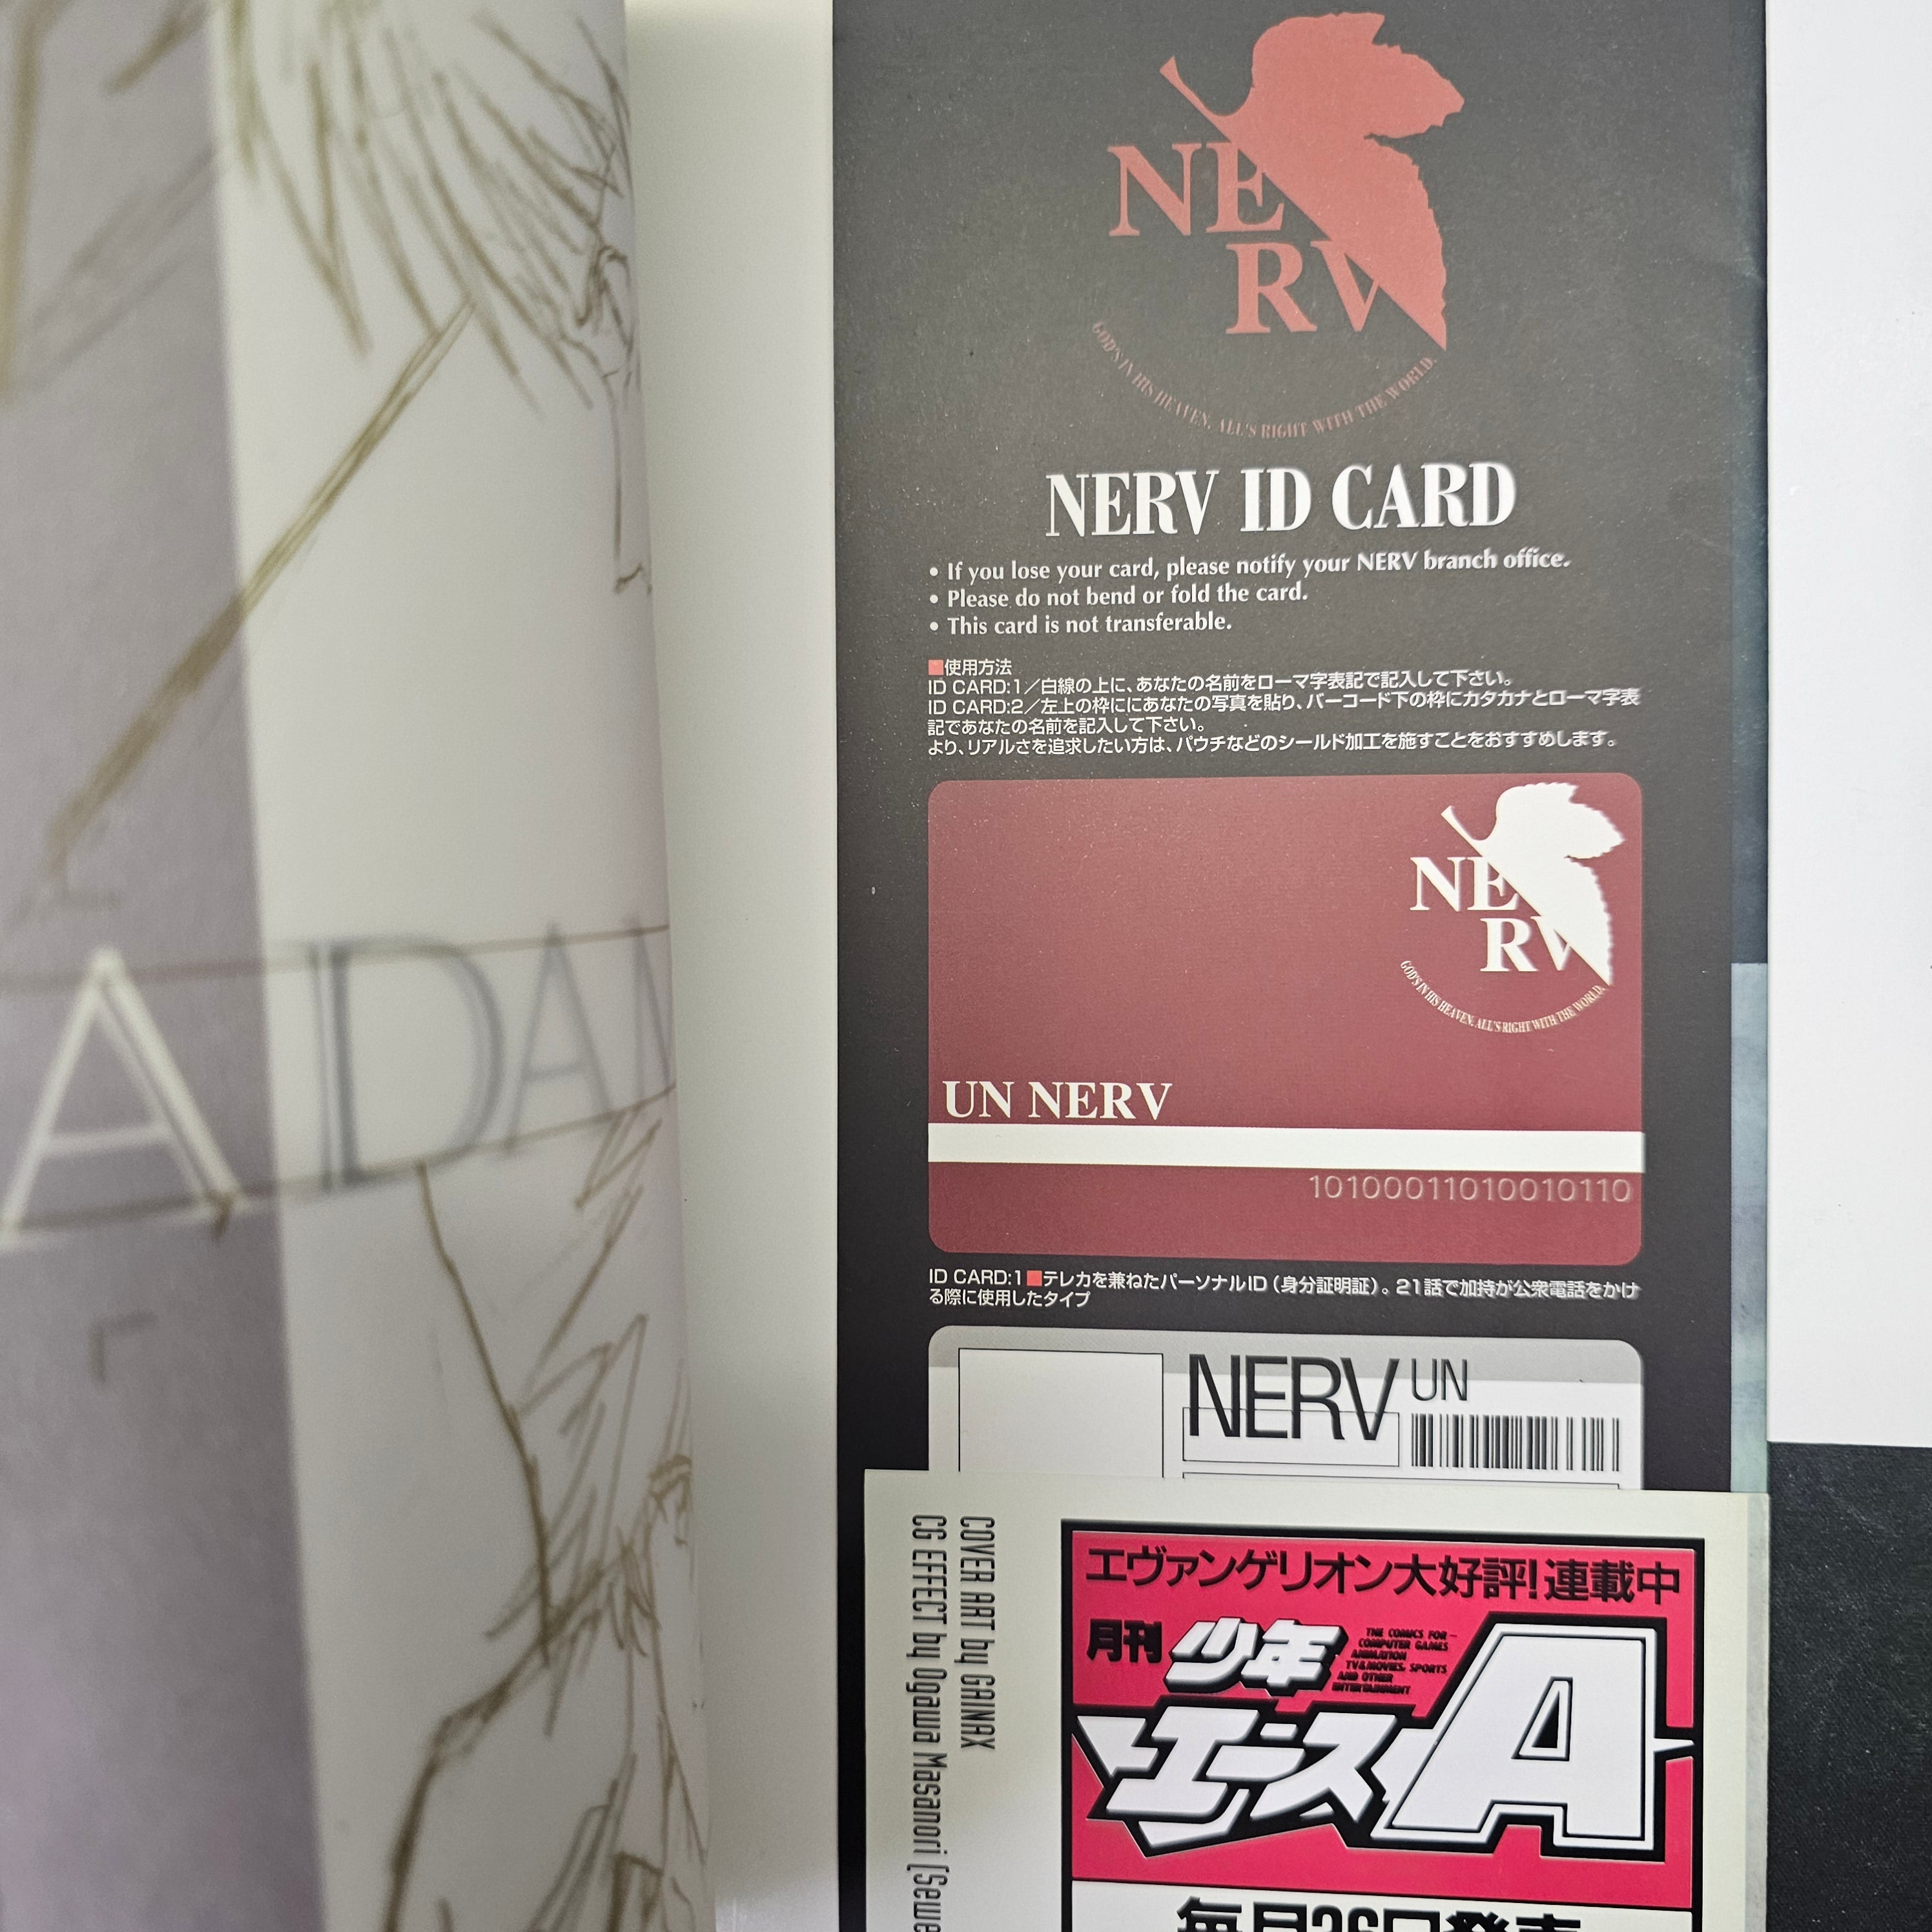 A DAN
NE
RV
GOD'S IN HIS HEAVEN. ALL'S RIGHT WITH THE WORLD.
NERV ID CARD
• If you lose your card, please notify your NERV branch office.
• Please do not bend or fold the card.
• This card is not transferable.
■使用方法
ID CARD:1／白線の上に、あなたの名前をローマ字表記で記入して下さい。
ID CARD:2／左上の枠ににあなたの写真を貼り、バーコード下の枠にカタカナとローマ字表
記であなたの名前を記入して下さい。
より、リアルさを追求したい方は、パウチなどのシールド加工を施すことをおすすめします。
NE
RV
GOD'S IN HIS HEAVEN. ALL'S RIGHT WITH THE WORLD.
UN NERV
10100011010010110
ID CARD:1■テレカを兼ねたパーソナルID（身分証明証）。21話で加持が公衆電話をかけ
る際に使用したタイプ
NERV UN
COVER ART by GAINAX
CG EFFECT by Ogawa Masanori (Sewe
エヴァンゲリオン大好評!連載中
月刊少年
THE COMICS FOR
COMPUTER GAMES
ANIMATION
TV&MOVIES, SPORTS
AND OTHER
ENTERTAINMENT
エースA
毎月26日発売